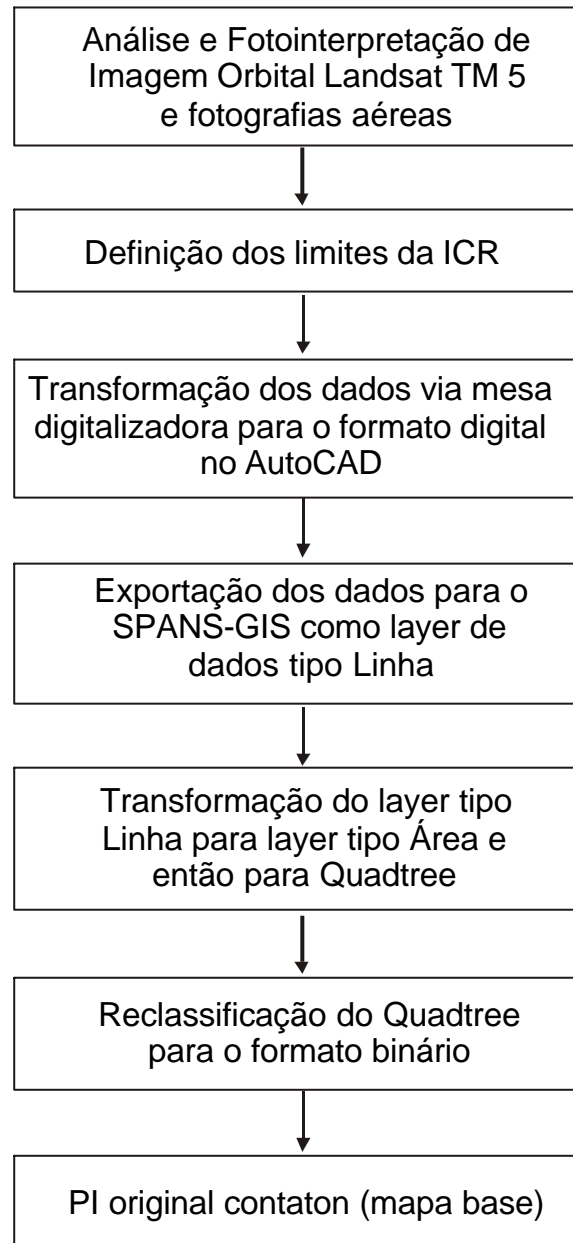 Análise e Fotointerpretação de
Imagem Orbital Landsat TM 5
e fotografias aéreas
Definição dos limites da ICR
Transformação dos dados via mesa
digitalizadora para o formato digital
no AutoCAD
Exportação dos dados para o
SPANS-GIS como layer de
dados tipo Linha
Transformação do layer tipo
Linha para layer tipo Área e
então para Quadtree
Reclassificação do Quadtree
para o formato binário
PI original contaton (mapa base)